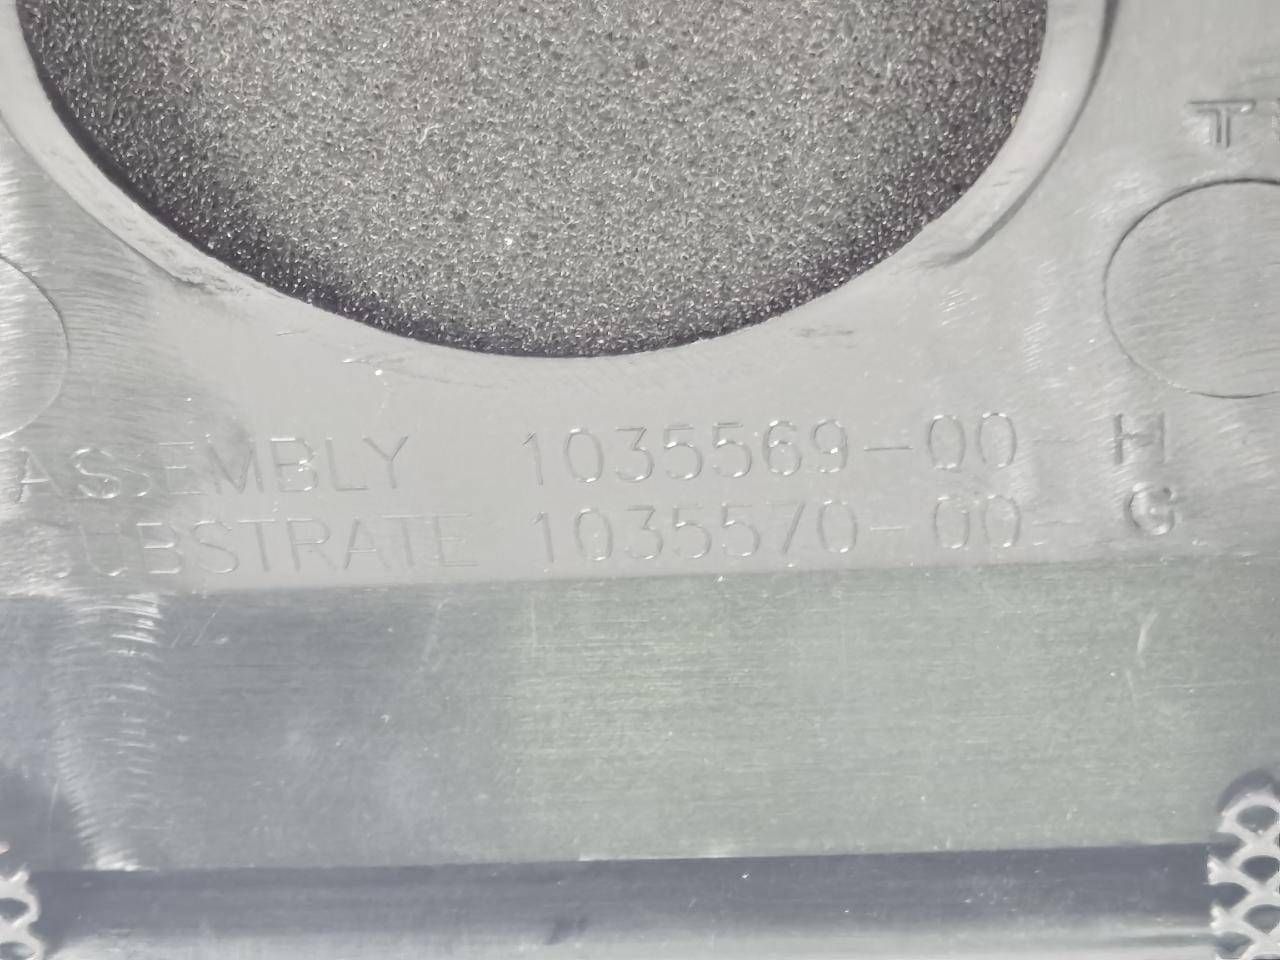 T
ASSEMBLY 1035569-00-H
SUBSTRATE 1035570-00-G